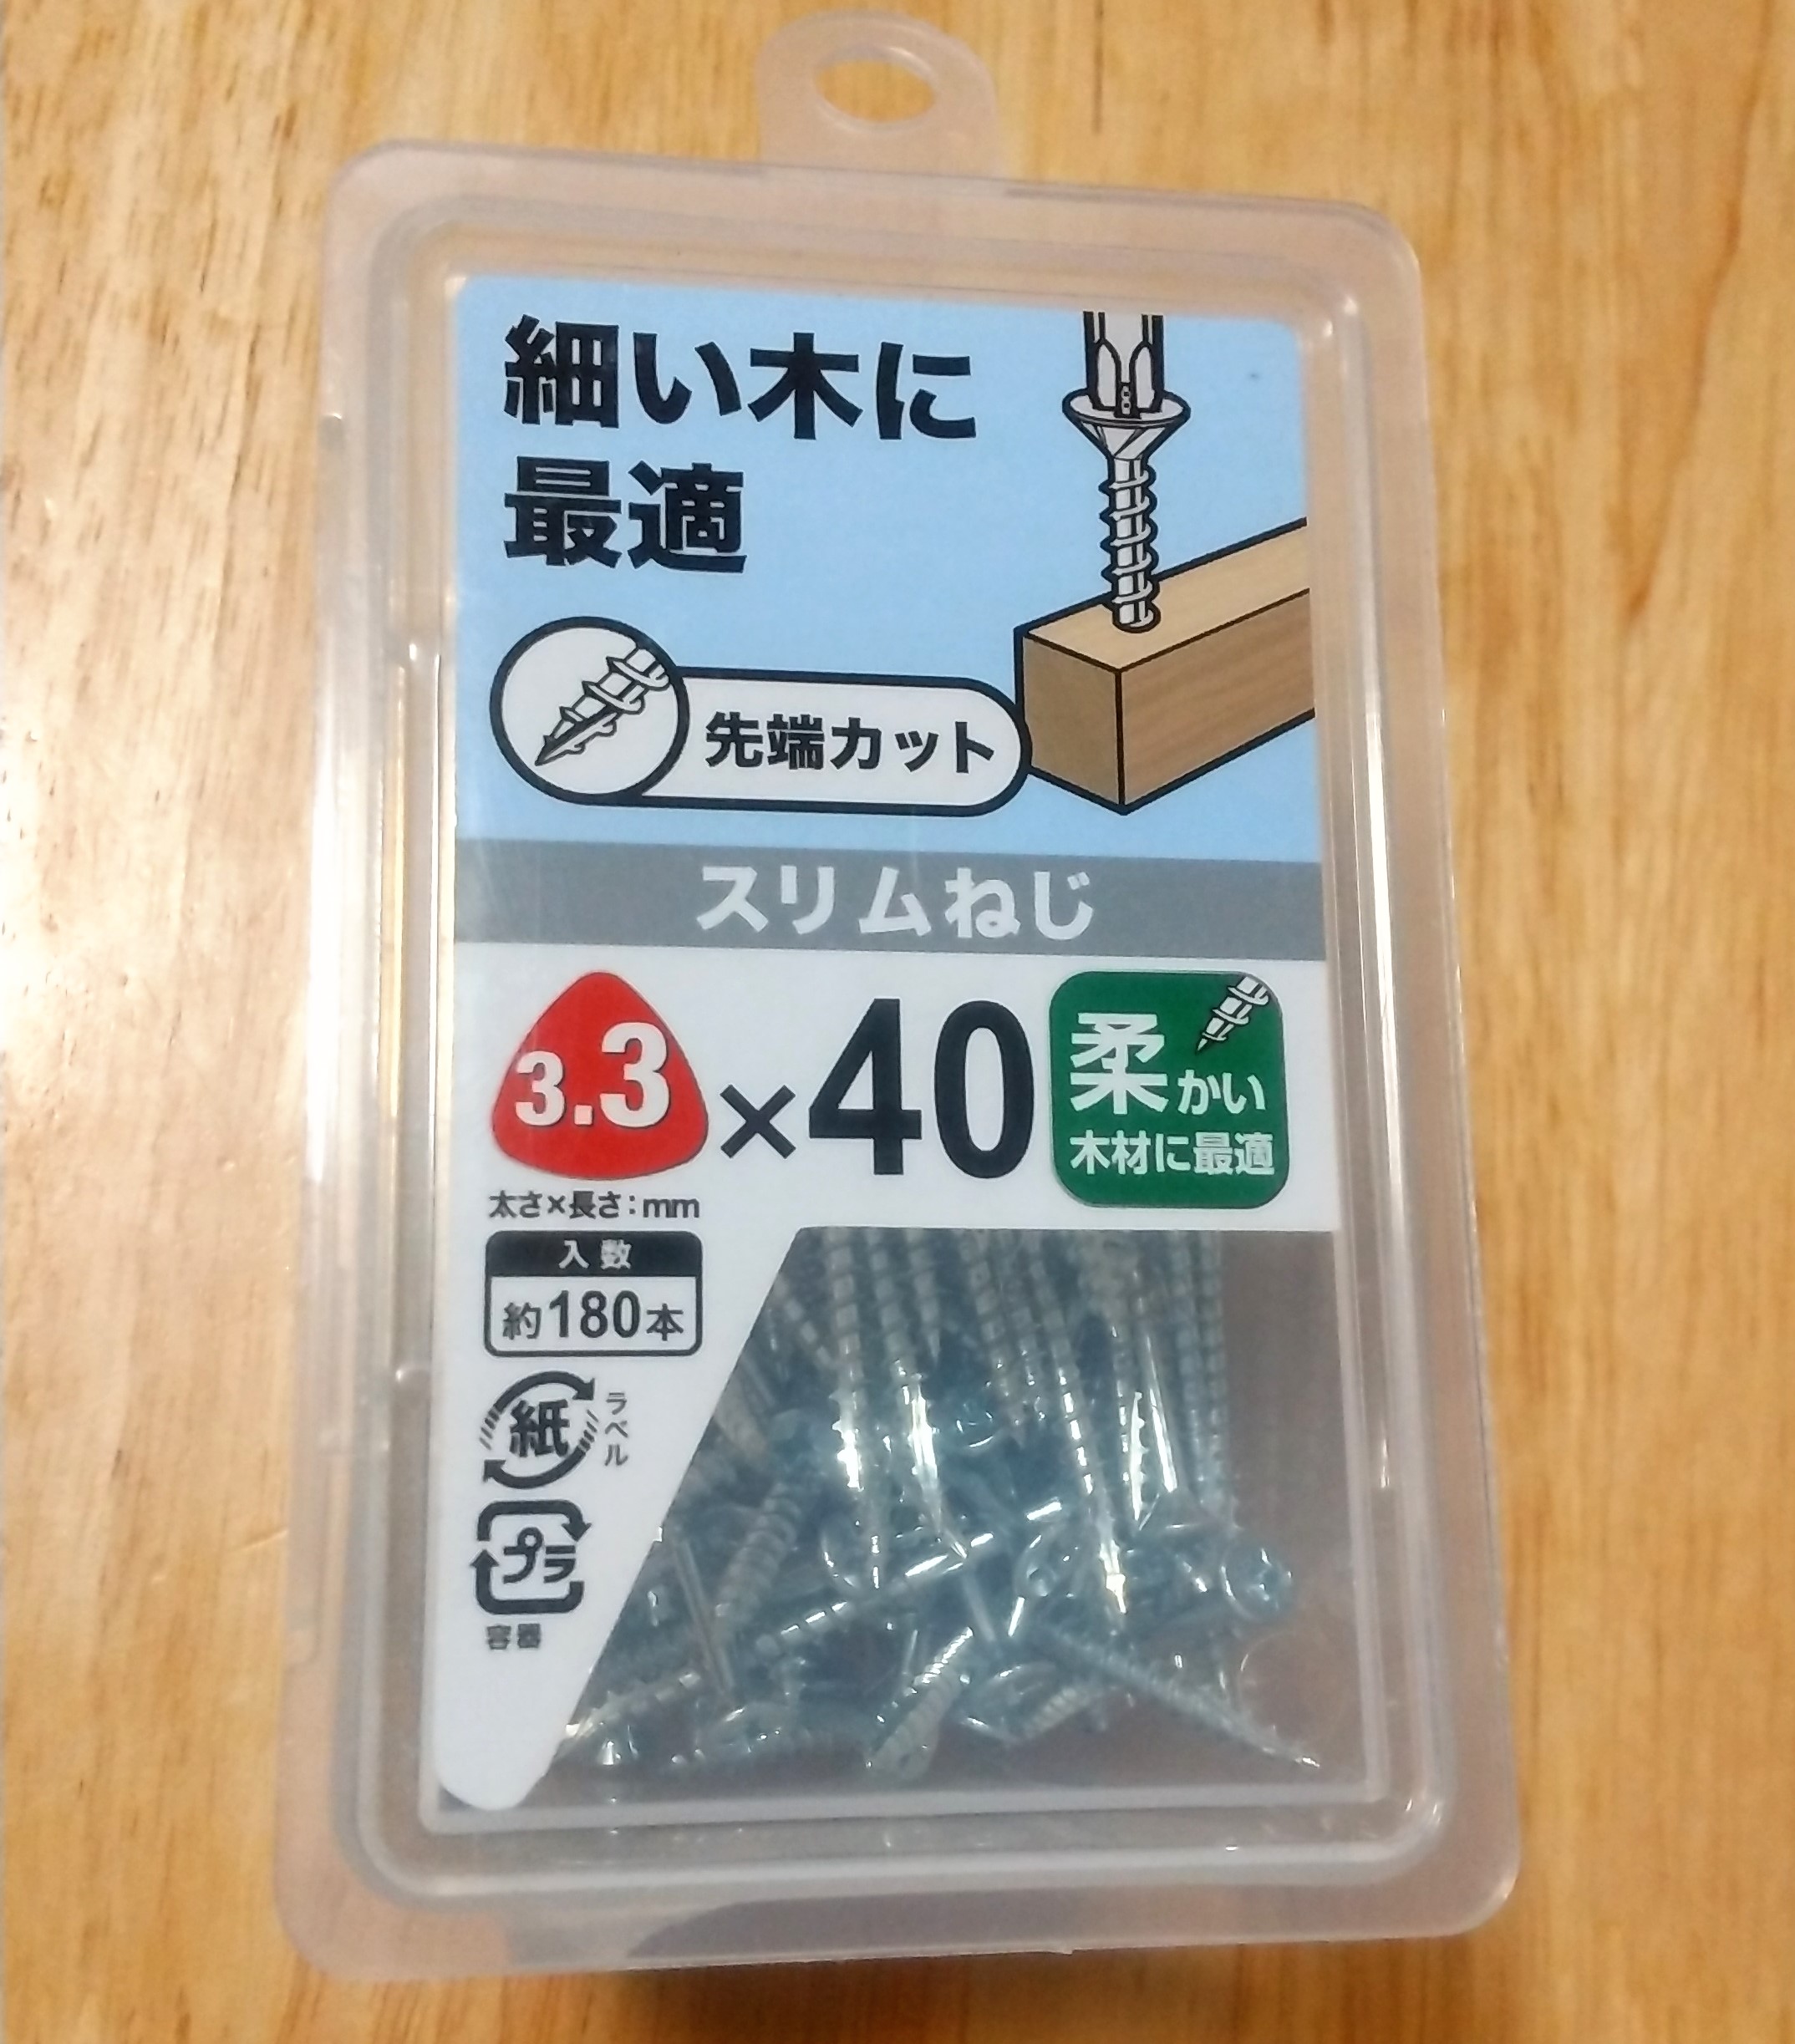 細い木に
最適
先端カット
スリムねじ
3.3×40
柔かい
木材に最適
太さ×長さ:mm
入数
約180本
紙
ラベル
プラ
容器